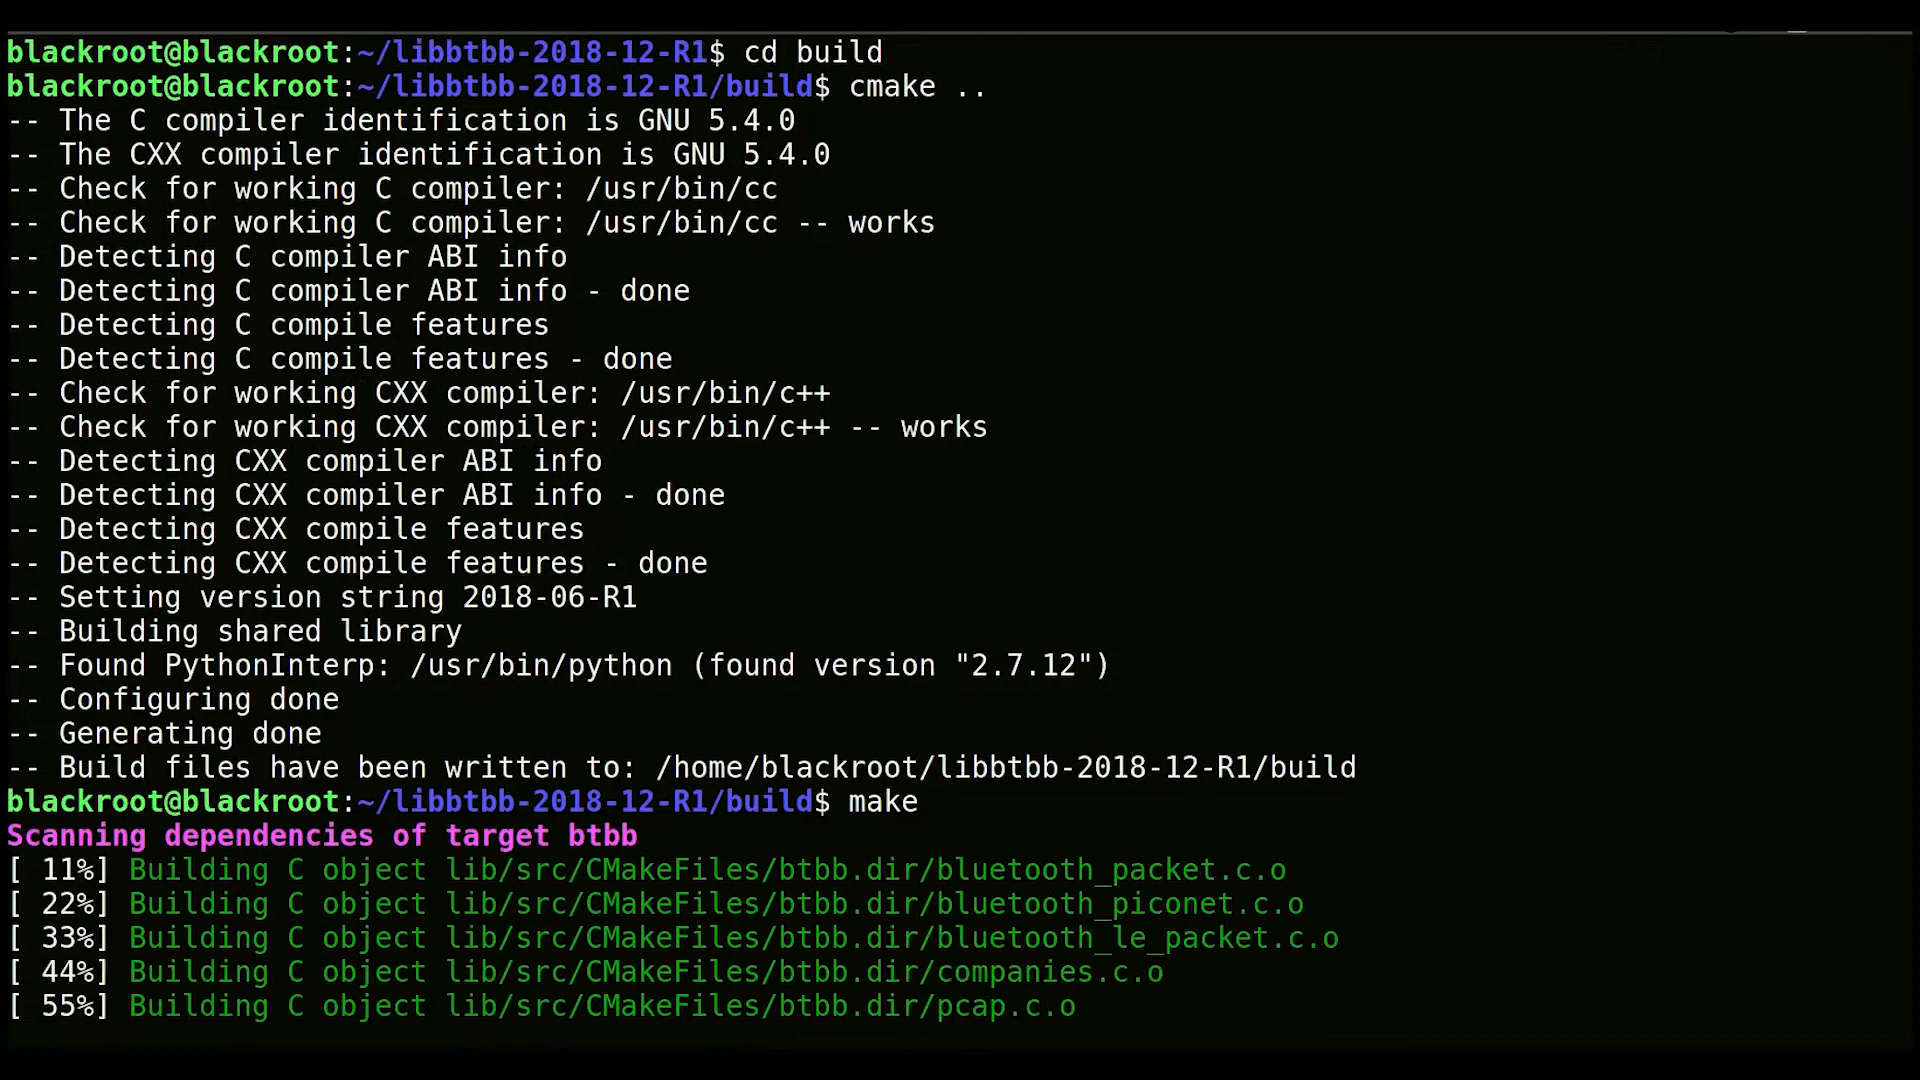 blackroot@blackroot:~/libbtbb-2018-12-R1$ cd build
blackroot@blackroot:~/libbtbb-2018-12-R1/build$ cmake ..
-- The C compiler identification is GNU 5.4.0
-- The CXX compiler identification is GNU 5.4.0
-- Check for working C compiler: /usr/bin/cc
-- Check for working C compiler: /usr/bin/cc -- works
-- Detecting C compiler ABI info
-- Detecting C compiler ABI info - done
-- Detecting C compile features
-- Detecting C compile features - done
-- Check for working CXX compiler: /usr/bin/c++
-- Check for working CXX compiler: /usr/bin/c++ -- works
-- Detecting CXX compiler ABI info
-- Detecting CXX compiler ABI info - done
-- Detecting CXX compile features
-- Detecting CXX compile features - done
-- Setting version string 2018-06-R1
-- Building shared library
-- Found PythonInterp: /usr/bin/python (found version "2.7.12")
-- Configuring done
-- Generating done
-- Build files have been written to: /home/blackroot/libbtbb-2018-12-R1/build
blackroot@blackroot:~/libbtbb-2018-12-R1/build$ make
Scanning dependencies of target btbb
[ 11%] Building C object lib/src/CMakeFiles/btbb.dir/bluetooth_packet.c.o
[ 22%] Building C object lib/src/CMakeFiles/btbb.dir/bluetooth_piconet.c.o
[ 33%] Building C object lib/src/CMakeFiles/btbb.dir/bluetooth_le_packet.c.o
[ 44%] Building C object lib/src/CMakeFiles/btbb.dir/companies.c.o
[ 55%] Building C object lib/src/CMakeFiles/btbb.dir/pcap.c.o